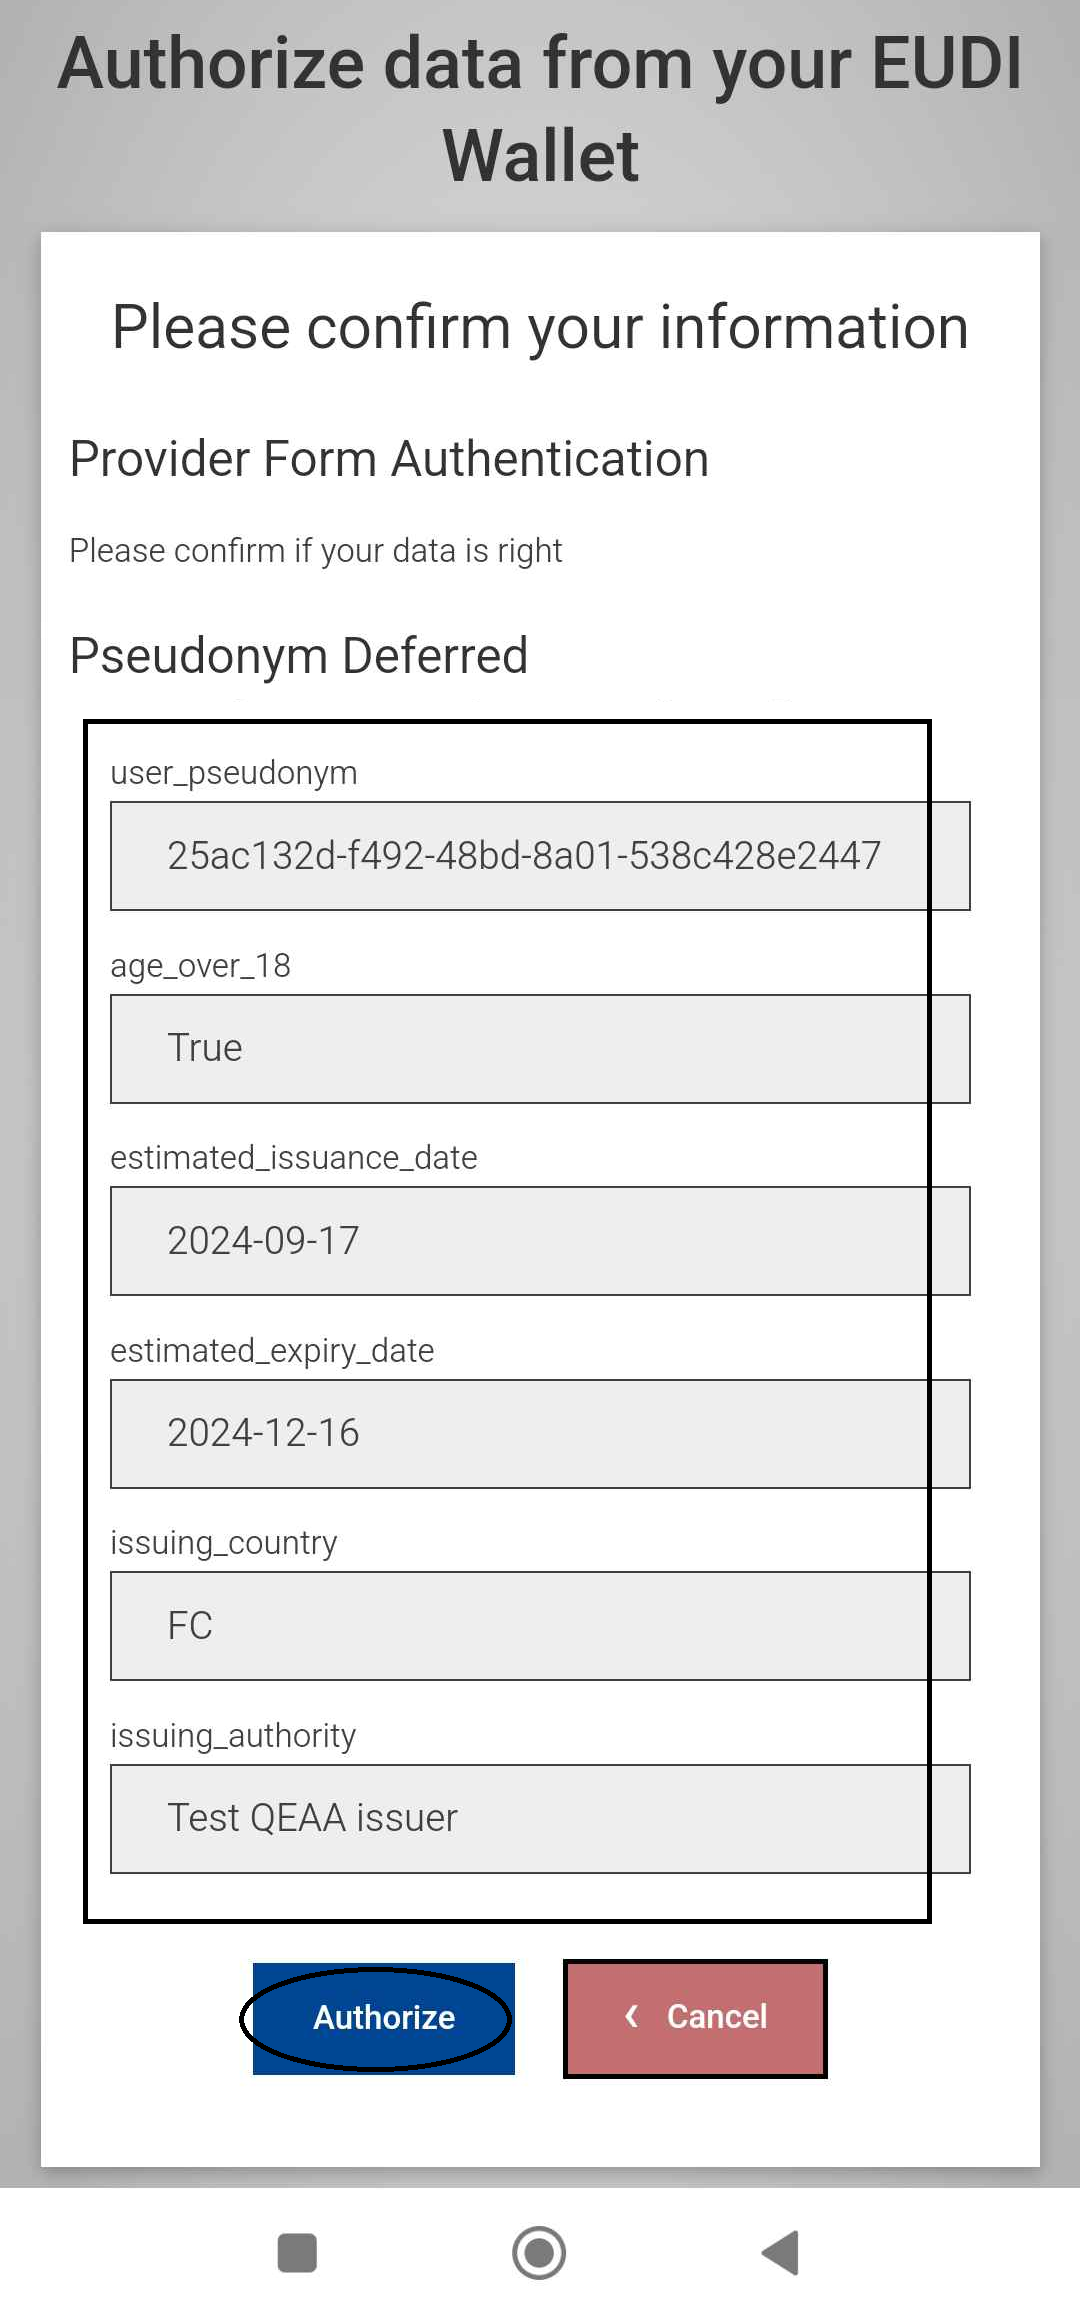 Authorize data from your EUDI
Wallet
Please confirm your information
Provider Form Authentication
Please confirm if your data is right
Pseudonym Deferred
user_pseudonym
25ac132d-f492-48bd-8a01-538c428e2447
age_over_18
True
estimated_issuance_date
2024-09-17
estimated_expiry_date
2024-12-16
issuing_country
FC
issuing_authority
Test QEAA issuer
Authorize
Cancel